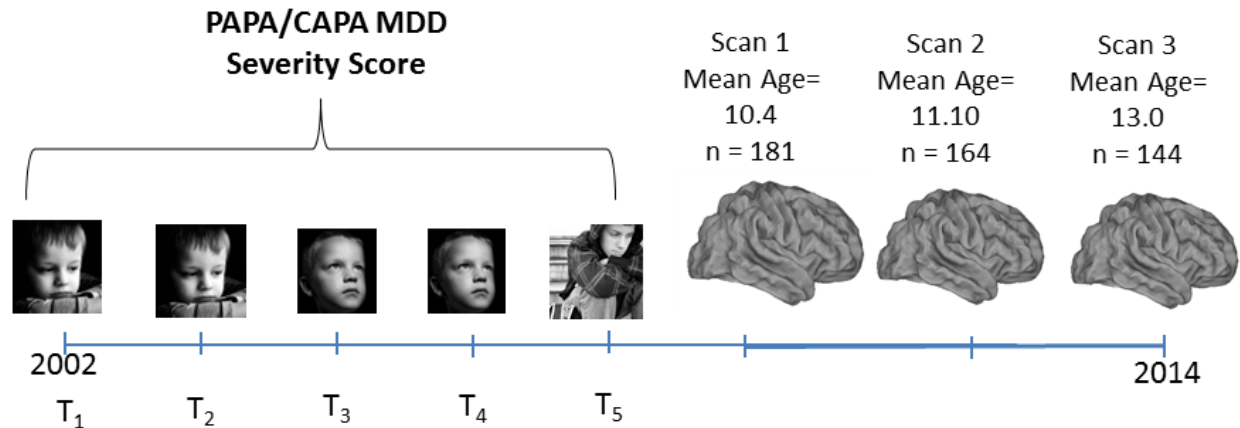 PAPA/CAPA MDD
Severity Score
Scan 1
Mean Age=
10.4
n = 181
Scan 2
Mean Age=
11.10
n = 164
Scan 3
Mean Age=
13.0
n = 144
2002
2014
T₁
T₂
T₃
T₄
T₅